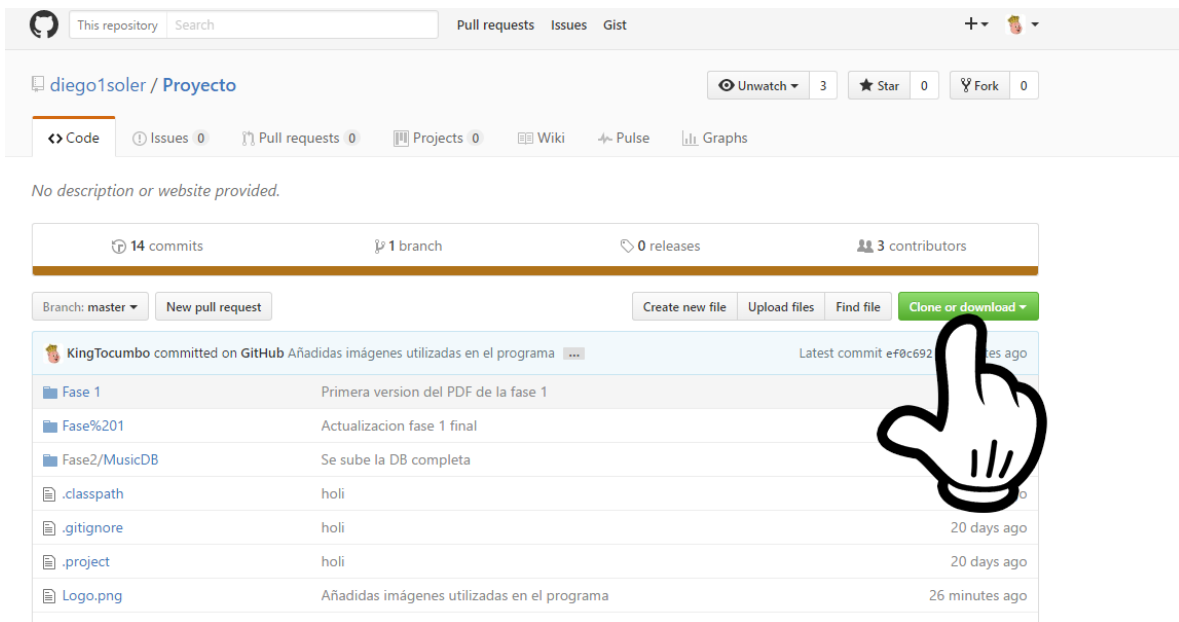 This repository Search Pull requests Issues Gist
diego1soler / Proyecto Unwatch 3 Star 0 Fork 0
Code Issues 0 Pull requests 0 Projects 0 Wiki Pulse Graphs
No description or website provided.
14 commits 1 branch 0 releases 3 contributors
Branch: master New pull request Create new file Upload files Find file Clone or download
KingTocumbo committed on GitHub Añadidas imágenes utilizadas en el programa ... Latest commit ef0c692 ago
Fase 1 Primera version del PDF de la fase 1
Fase%201 Actualizacion fase 1 final
Fase2/MusicDB Se sube la DB completa
.classpath holi
.gitignore holi 20 days ago
.project holi 20 days ago
Logo.png Añadidas imágenes utilizadas en el programa 26 minutes ago